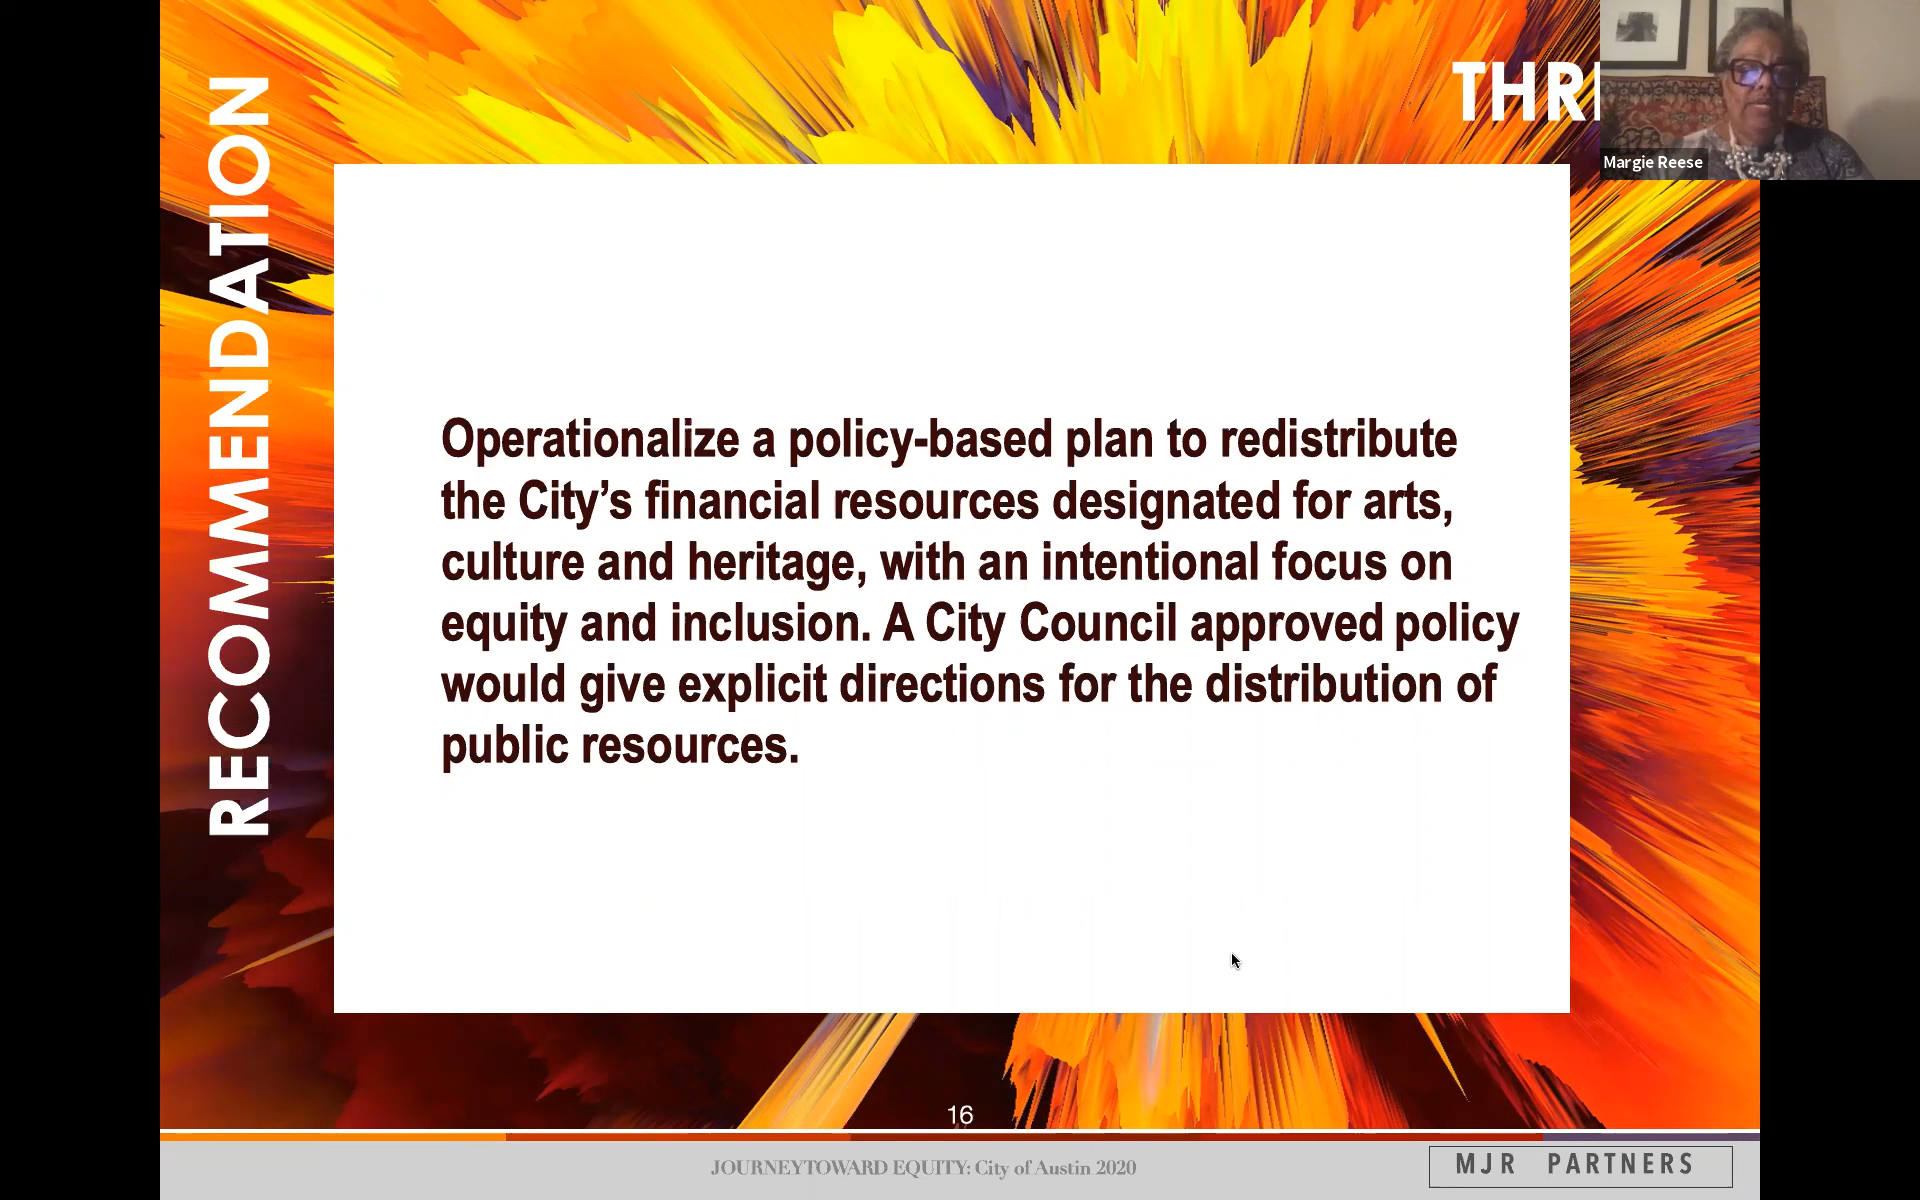 THR
Margie Reese
RECOMMENDATION
Operationalize a policy-based plan to redistribute
the City’s financial resources designated for arts,
culture and heritage, with an intentional focus on
equity and inclusion. A City Council approved policy
would give explicit directions for the distribution of
public resources.
16
JOURNEYTOWARD EQUITY: City of Austin 2020
MJR PARTNERS